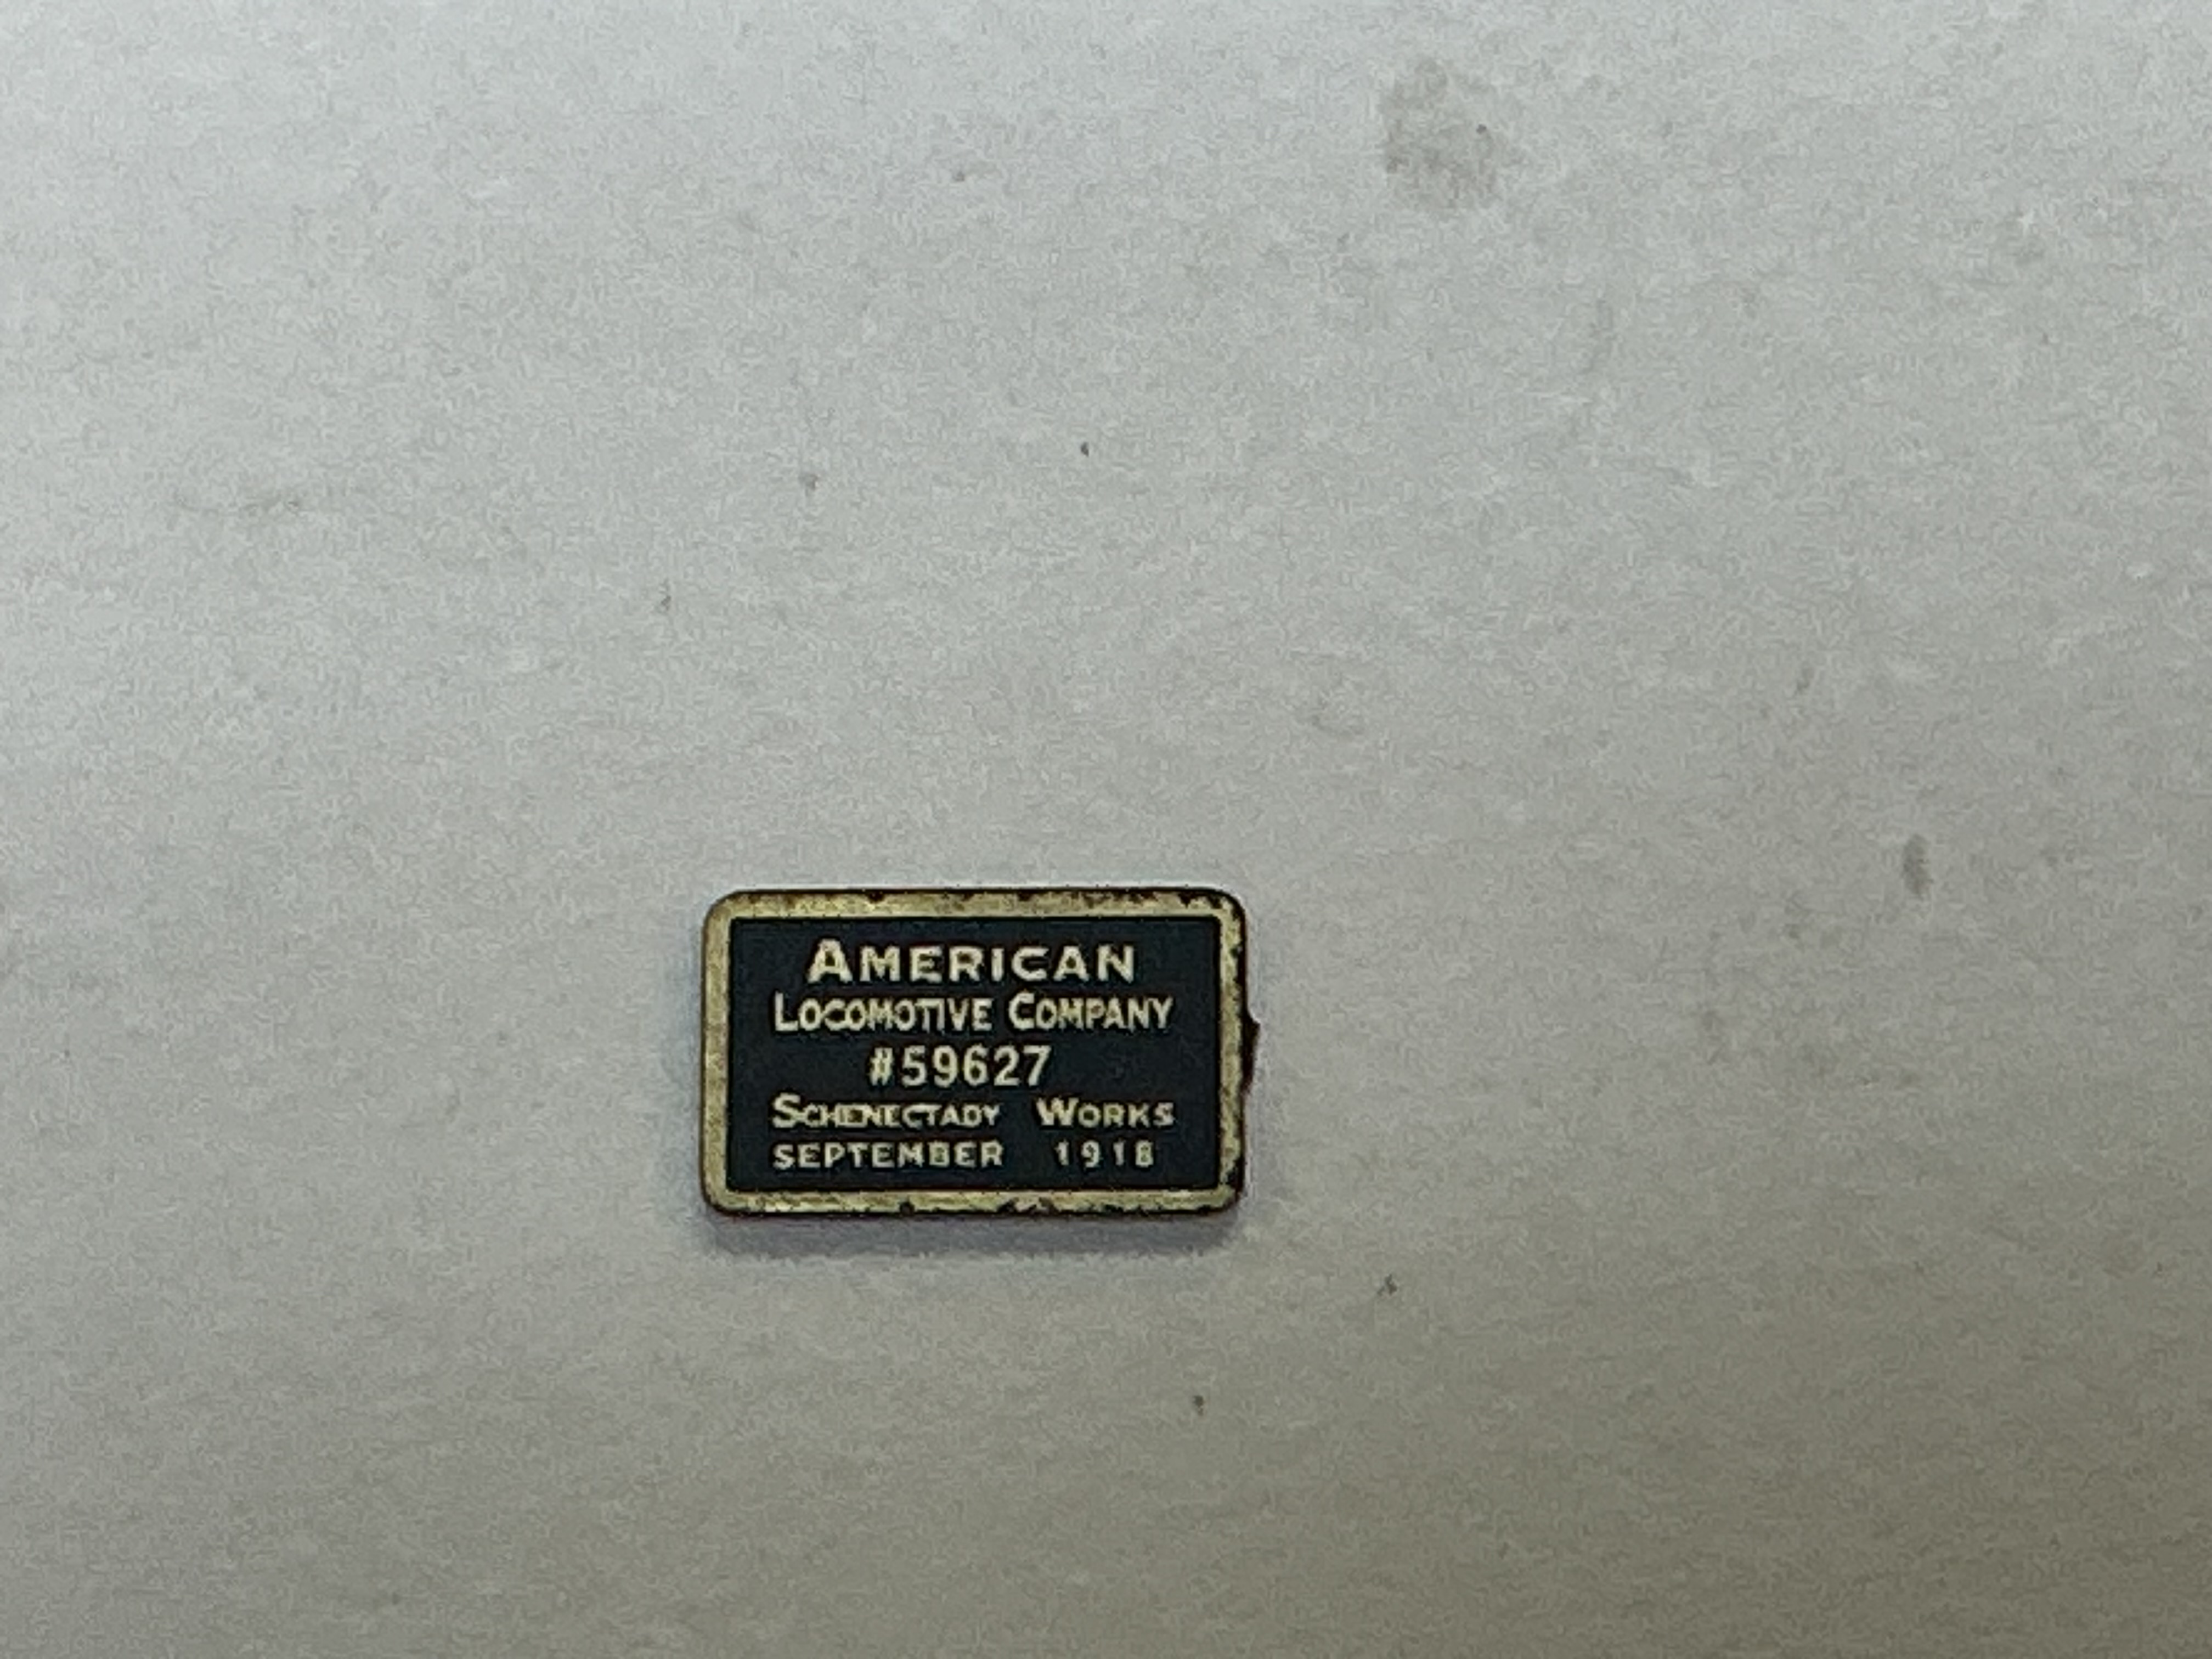 AMERICAN
LOCOMOTIVE COMPANY
#59627
SCHENECTADY WORKS
SEPTEMBER 1918